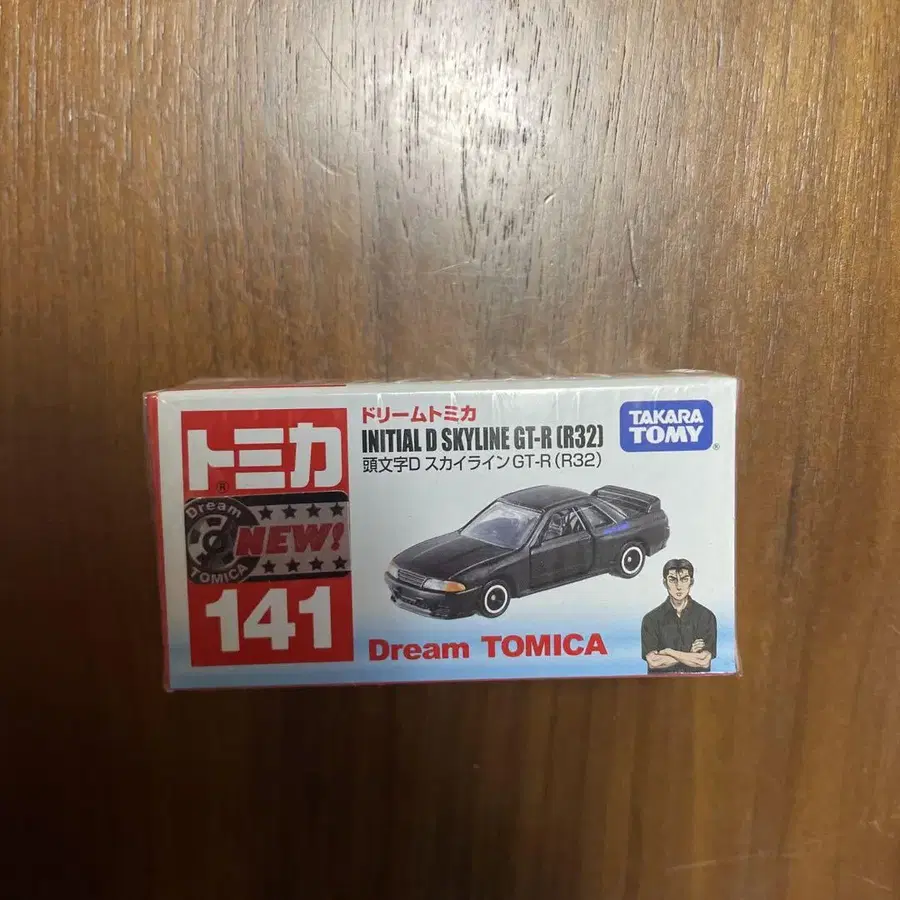 トミカ
®
Dream
NEW!
TOMICA
141
ドリームトミカ
INITIAL D SKYLINE GT-R (R32)
頭文字D スカイラインGT-R (R32)
TAKARA
TOMY®
Dream TOMICA